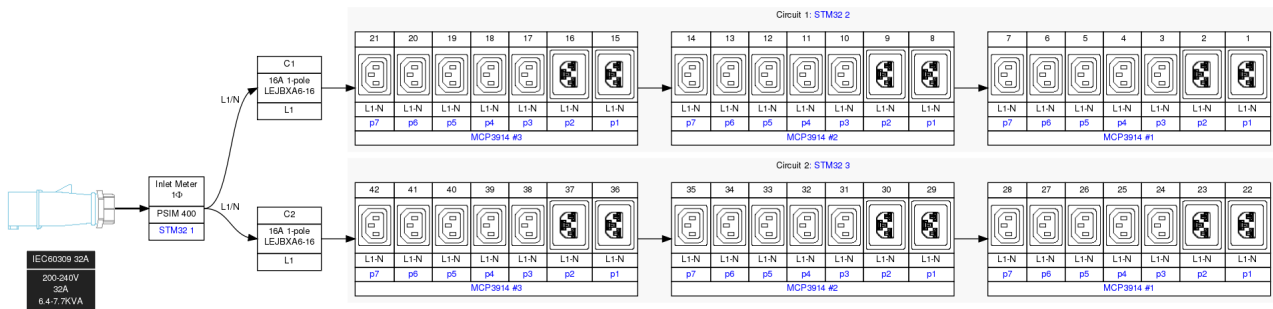 Circuit 1: STM32 2
21 20 19 18 17 16 15
L1-N L1-N L1-N L1-N L1-N L1-N L1-N
p7 p6 p5 p4 p3 p2 p1
MCP3914 #3
14 13 12 11 10 9 8
L1-N L1-N L1-N L1-N L1-N L1-N L1-N
p7 p6 p5 p4 p3 p2 p1
MCP3914 #2
7 6 5 4 3 2 1
L1-N L1-N L1-N L1-N L1-N L1-N L1-N
p7 p6 p5 p4 p3 p2 p1
MCP3914 #1
C1
16A 1-pole
LEJBXA6-16
L1
L1/N
Inlet Meter
1Φ
PSIM 400
STM32 1
L1/N
C2
16A 1-pole
LEJBXA6-16
L1
IEC60309 32A
200-240V
32A
6.4-7.7KVA
Circuit 2: STM32 3
42 41 40 39 38 37 36
L1-N L1-N L1-N L1-N L1-N L1-N L1-N
p7 p6 p5 p4 p3 p2 p1
MCP3914 #3
35 34 33 32 31 30 29
L1-N L1-N L1-N L1-N L1-N L1-N L1-N
p7 p6 p5 p4 p3 p2 p1
MCP3914 #2
28 27 26 25 24 23 22
L1-N L1-N L1-N L1-N L1-N L1-N L1-N
p7 p6 p5 p4 p3 p2 p1
MCP3914 #1